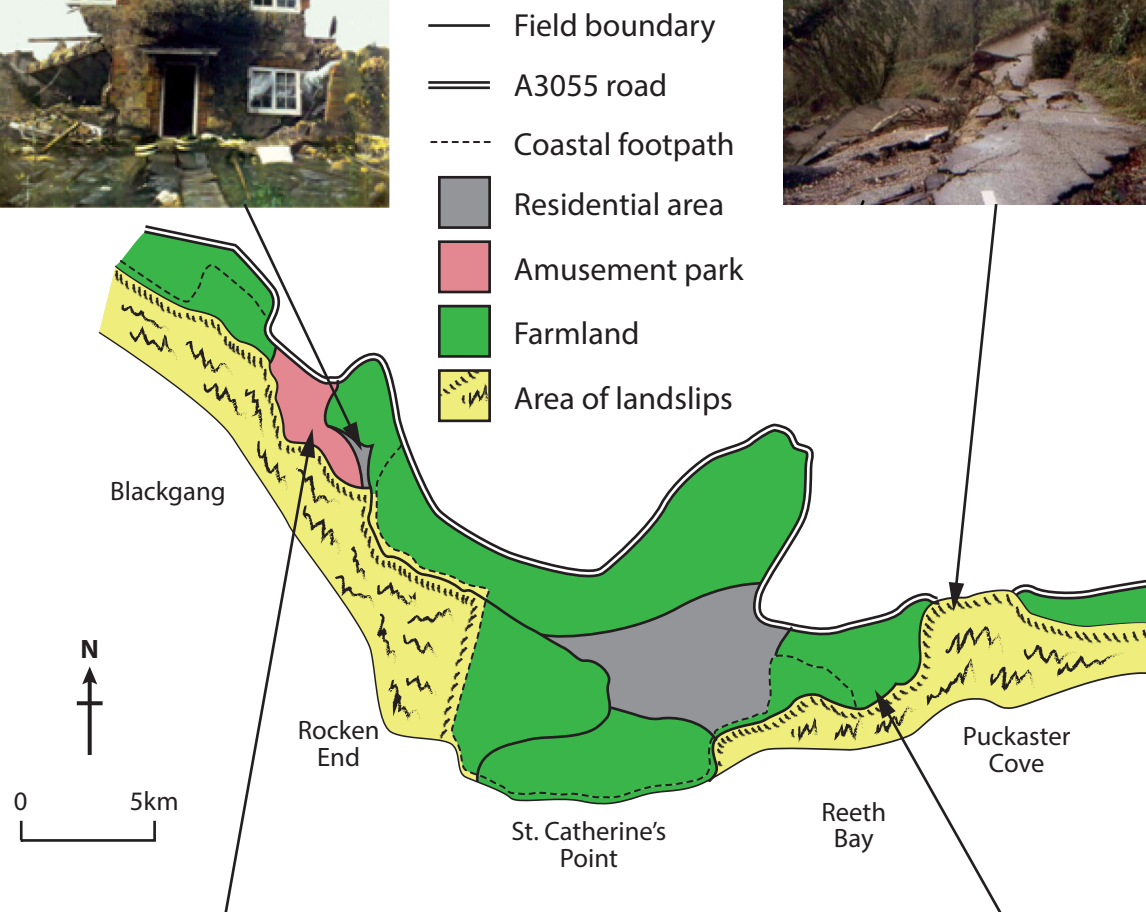 Field boundary
A3055 road
Coastal footpath
Residential area
Amusement park
Farmland
Area of landslips
Blackgang
N
Rocken
End
0 5km
St. Catherine's
Point
Reeth
Bay
Puckaster
Cove